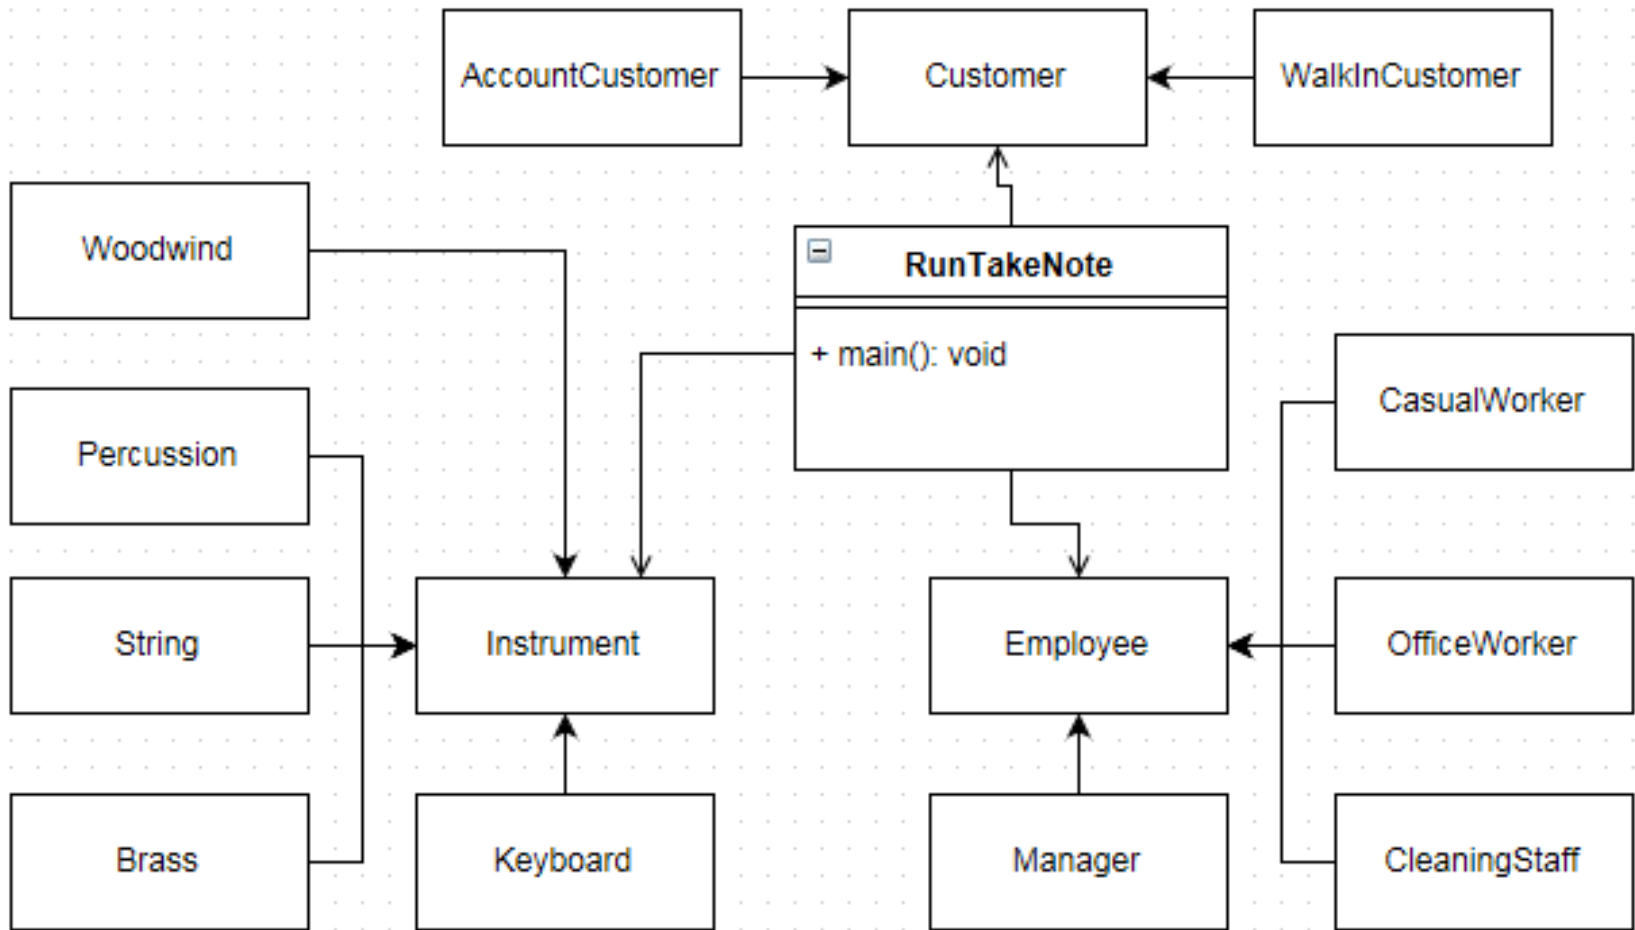 AccountCustomer
Customer
WalkInCustomer
Woodwind
RunTakeNote
+ main(): void
CasualWorker
Percussion
String
Instrument
Employee
OfficeWorker
Brass
Keyboard
Manager
CleaningStaff